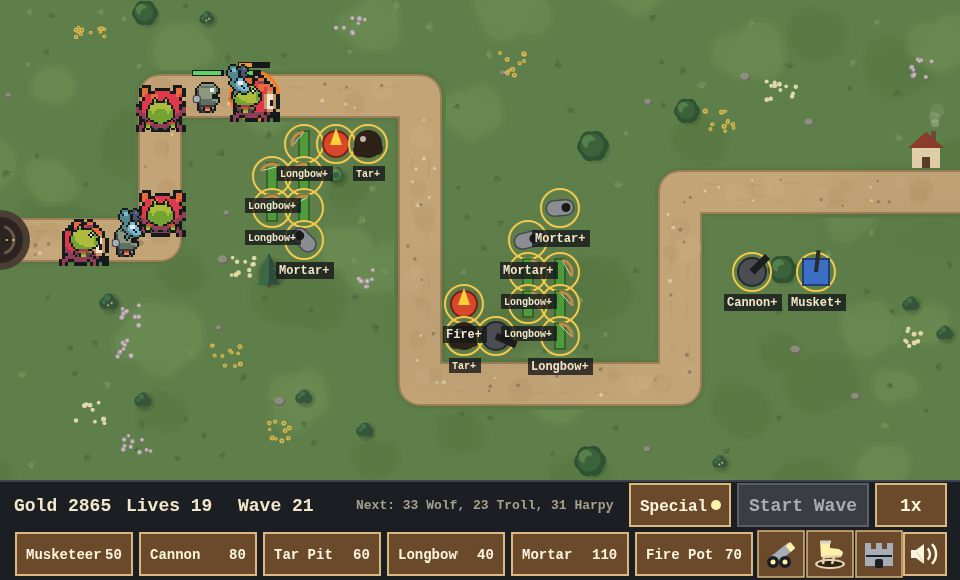 Longbow+
Tar+
Longbow+
Longbow+
Mortar+
Mortar+
Mortar+
Longbow+
Cannon+
Musket+
Fire+
Longbow+
Tar+
Longbow+
Gold 2865 Lives 19 Wave 21
Next: 33 Wolf, 23 Troll, 31 Harpy
Special
Start Wave
1x
Musketeer 50
Cannon 80
Tar Pit 60
Longbow 40
Mortar 110
Fire Pot 70